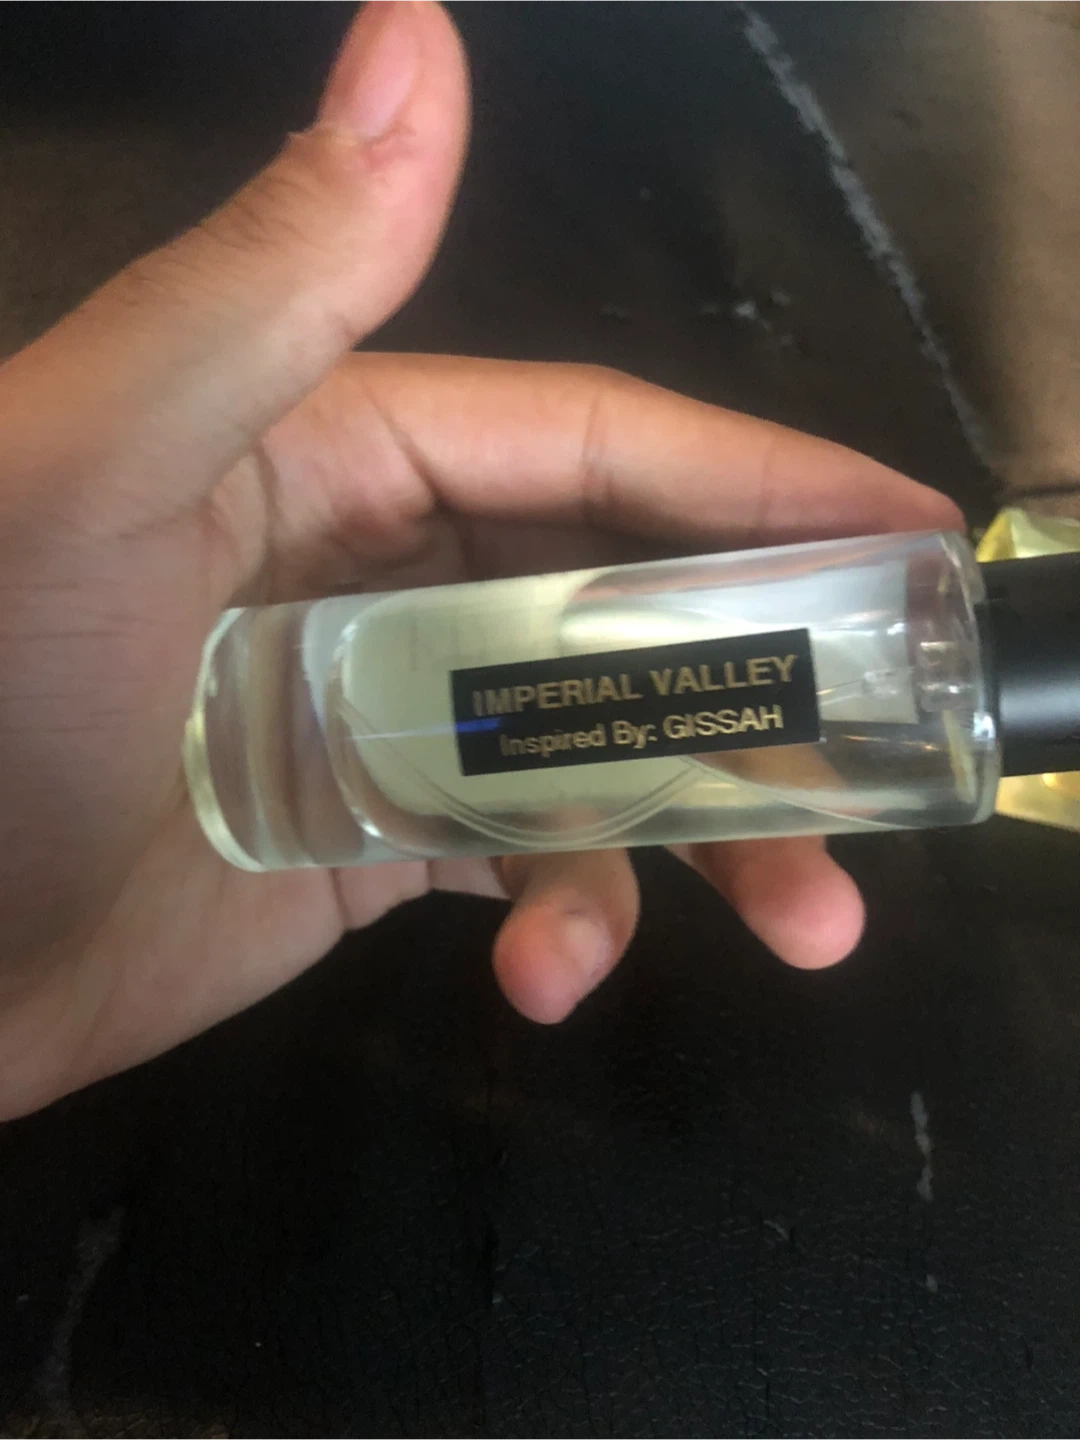 IMPERIAL VALLEY
Inspired By: GISSAH